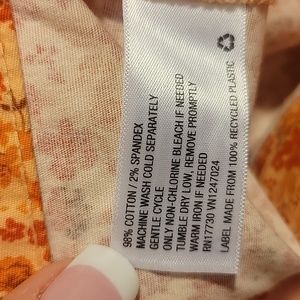 98% COTTON / 2% SPANDEX
MACHINE WASH COLD SEPARATELY
GENTLE CYCLE
ONLY NON-CHLORINE BLEACH IF NEEDED
TUMBLE DRY LOW, REMOVE PROMPTLY
WARM IRON IF NEEDED
RN17730 VN1247024
LABEL MADE FROM 100% RECYCLED PLASTIC